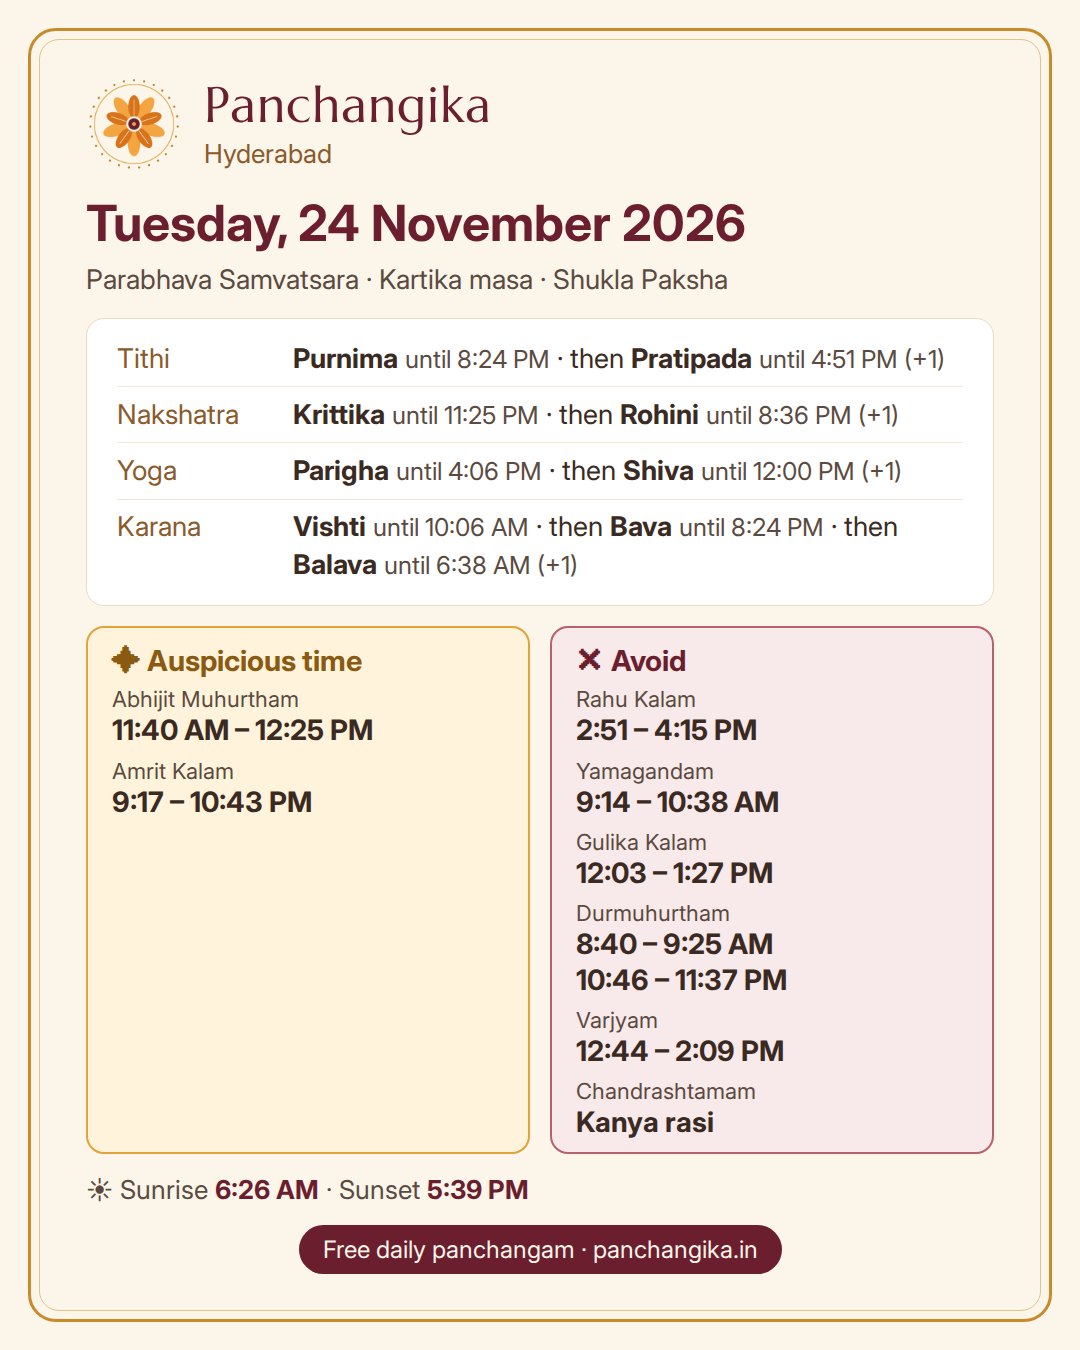 Panchangika
Hyderabad
Tuesday, 24 November 2026
Parabhava Samvatsara · Kartika masa · Shukla Paksha
Tithi Purnima until 8:24 PM · then Pratipada until 4:51 PM (+1)
Nakshatra Krittika until 11:25 PM · then Rohini until 8:36 PM (+1)
Yoga Parigha until 4:06 PM · then Shiva until 12:00 PM (+1)
Karana Vishti until 10:06 AM · then Bava until 8:24 PM · then
Balava until 6:38 AM (+1)
Auspicious time
Abhijit Muhurtham
11:40 AM – 12:25 PM
Amrit Kalam
9:17 – 10:43 PM
Avoid
Rahu Kalam
2:51 – 4:15 PM
Yamagandam
9:14 – 10:38 AM
Gulika Kalam
12:03 – 1:27 PM
Durmuhurtham
8:40 – 9:25 AM
10:46 – 11:37 PM
Varjyam
12:44 – 2:09 PM
Chandrashtamam
Kanya rasi
Sunrise 6:26 AM · Sunset 5:39 PM
Free daily panchangam · panchangika.in